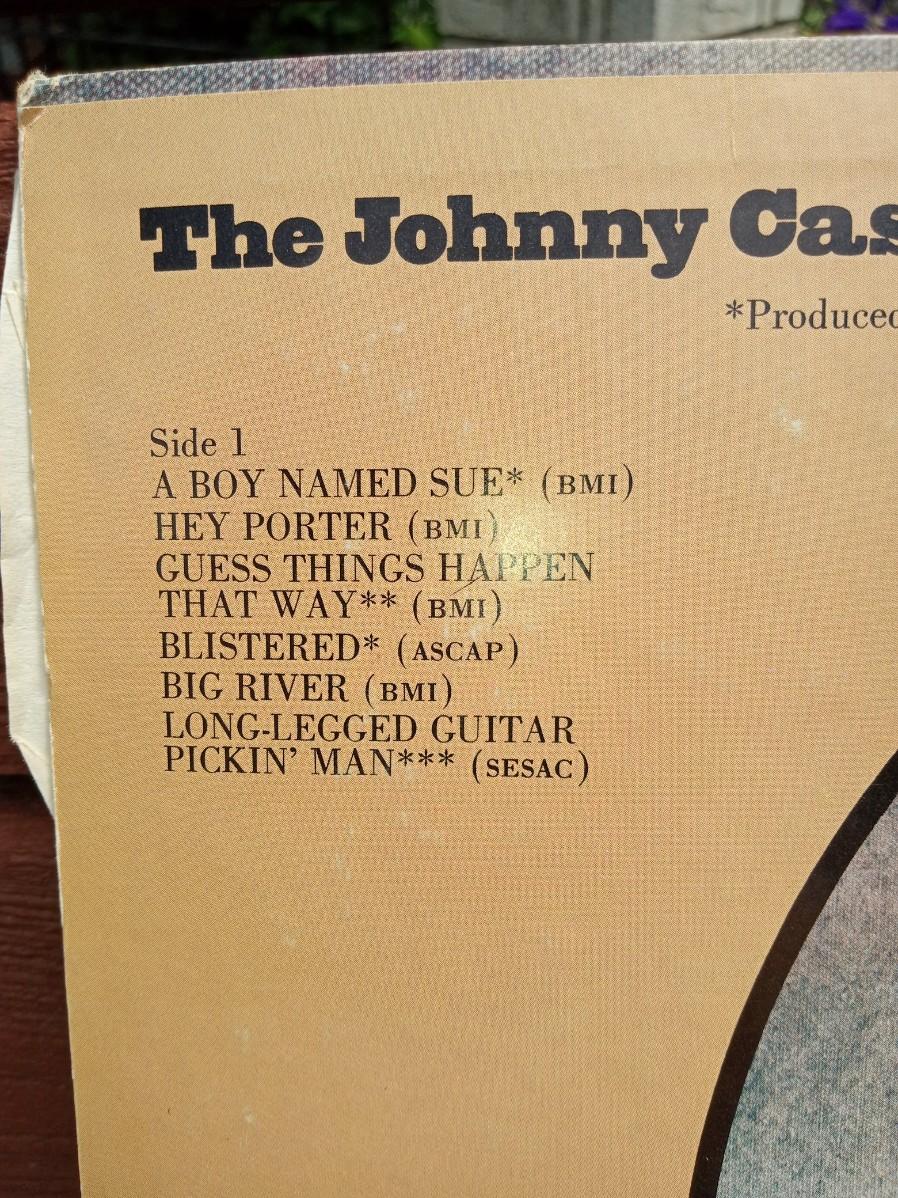 The Johnny Cas
*Produced
Side 1
A BOY NAMED SUE* (BMI)
HEY PORTER (BMI)
GUESS THINGS HAPPEN
THAT WAY** (BMI)
BLISTERED* (ASCAP)
BIG RIVER (BMI)
LONG-LEGGED GUITAR
PICKIN' MAN*** (SESAC)